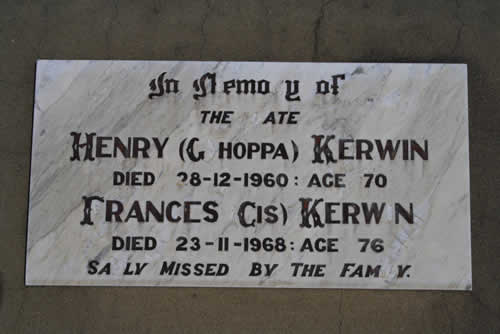 In Memo y of
THE  ATE
HENRY (G HOPPA) KERWIN
DIED 28-12-1960: AGE 70
FRANCES (CIS) KERW N
DIED 23-11-1968: AGE 76
SA LY MISSED BY THE FAM Y.